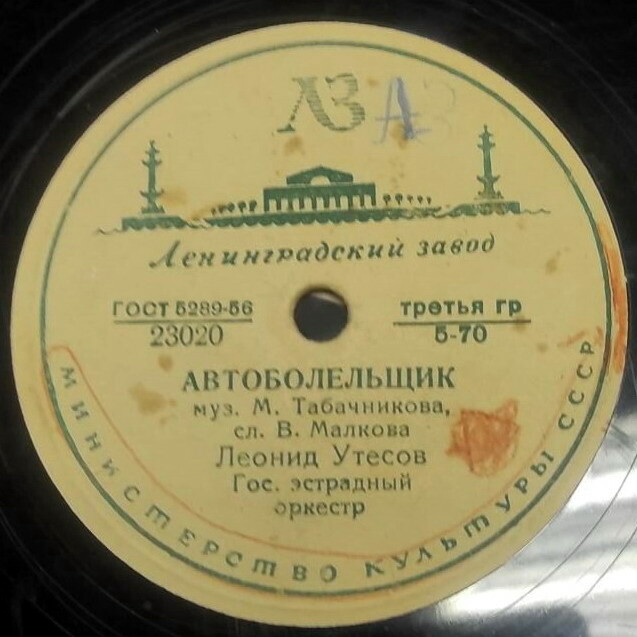 ЛЗ А
Ленинградский завод
ГОСТ 5289-56
23020
третья гр
5-70
АВТОБОЛЕЛЬЩИК
муз. М. Табачникова,
сл. В. Малкова
Леонид Утесов
Гос. эстрадный
оркестр
МИНИСТЕРСТВО КУЛЬТУРЫ СССР